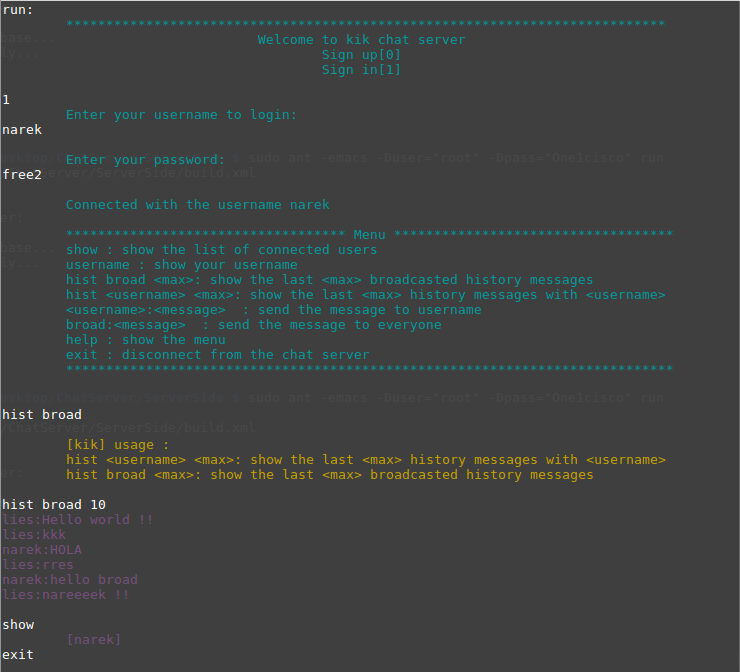 run:
*******************************************************************************
Welcome to kik chat server
Sign up[0]
Sign in[1]
1
Enter your username to login:
narek
Enter your password:
free2
Connected with the username narek
*********************************** Menu ***********************************
show : show the list of connected users
username : show your username
hist broad <max>: show the last <max> broadcasted history messages
hist <username> <max>: show the last <max> history messages with <username>
<username>:<message>  : send the message to username
broad:<message>  : send the message to everyone
help : show the menu
exit : disconnect from the chat server
****************************************************************************
hist broad
[kik] usage :
hist <username> <max>: show the last <max> history messages with <username>
hist broad <max>: show the last <max> broadcasted history messages
hist broad 10
lies:Hello world !!
lies:kkk
narek:HOLA
lies:rres
narek:hello broad
lies:nareeeek !!
show
[narek]
exit